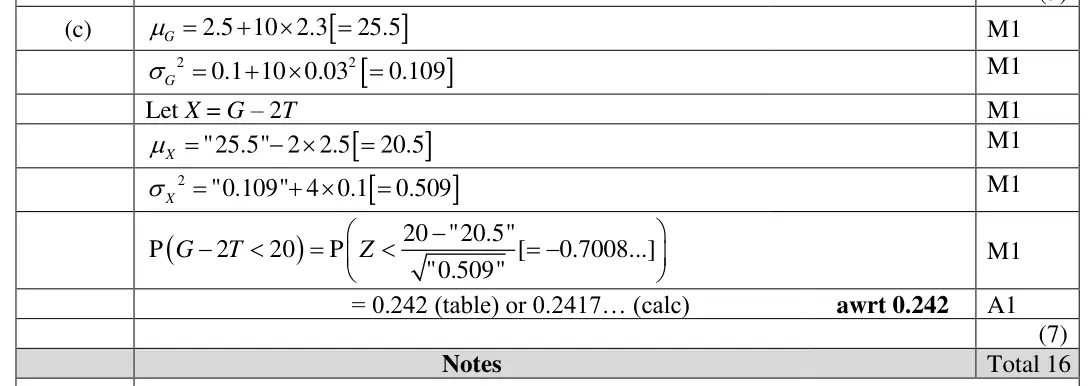 (c) μ_G = 2.5+10×2.3[= 25.5] M1
σ_G² = 0.1+10×0.03² [= 0.109] M1
Let X = G – 2T M1
μ_X = "25.5"−2×2.5[= 20.5] M1
σ_X² = "0.109"+4×0.1[= 0.509] M1
P(G−2T < 20) = P(Z < (20−"20.5")/√"0.509" [= −0.7008...]) M1
= 0.242 (table) or 0.2417… (calc) awrt 0.242 A1
(7)
Notes Total 16